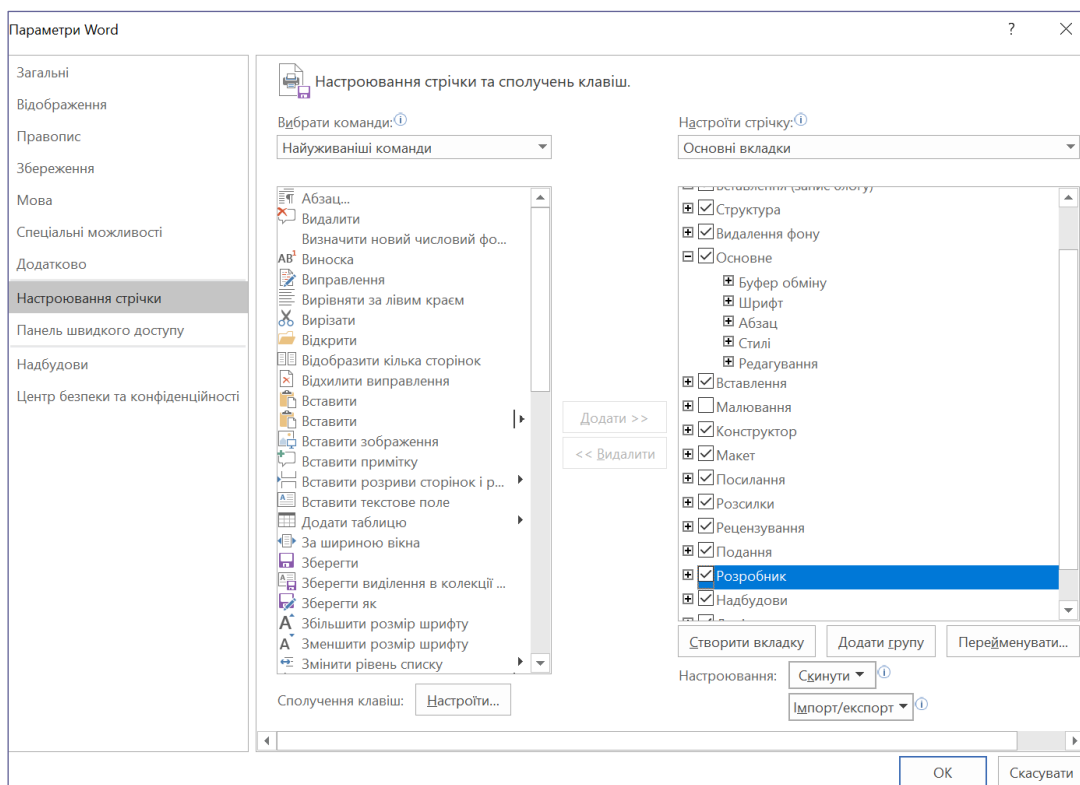 Параметри Word
?
Загальні
Відображення
Правопис
Збереження
Мова
Спеціальні можливості
Додатково
Настроювання стрічки
Панель швидкого доступу
Надбудови
Центр безпеки та конфіденційності
Настроювання стрічки та сполучень клавіш.
Вибрати команди:
Найуживаніші команди
Абзац...
Видалити
Визначити новий числовий фо...
Виноска
Виправлення
Вирівняти за лівим краєм
Вирізати
Відкрити
Відобразити кілька сторінок
Відхилити виправлення
Вставити
Вставити
Вставити зображення
Вставити примітку
Вставити розриви сторінок і р...
Вставити текстове поле
Додати таблицю
За шириною вікна
Зберегти
Зберегти виділення в колекції ...
Зберегти як
Збільшити розмір шрифту
Зменшити розмір шрифту
Змінити рівень списку
Сполучення клавіш:
Настроїти...
Додати >>
<< Видалити
Настроїти стрічку:
Основні вкладки
Вставлення (запис блогу)
Структура
Видалення фону
Основне
Буфер обміну
Шрифт
Абзац
Стилі
Редагування
Вставлення
Малювання
Конструктор
Макет
Посилання
Розсилки
Рецензування
Подання
Розробник
Надбудови
Створити вкладку
Додати групу
Перейменувати...
Настроювання:
Скинути
Імпорт/експорт
ОК
Скасувати